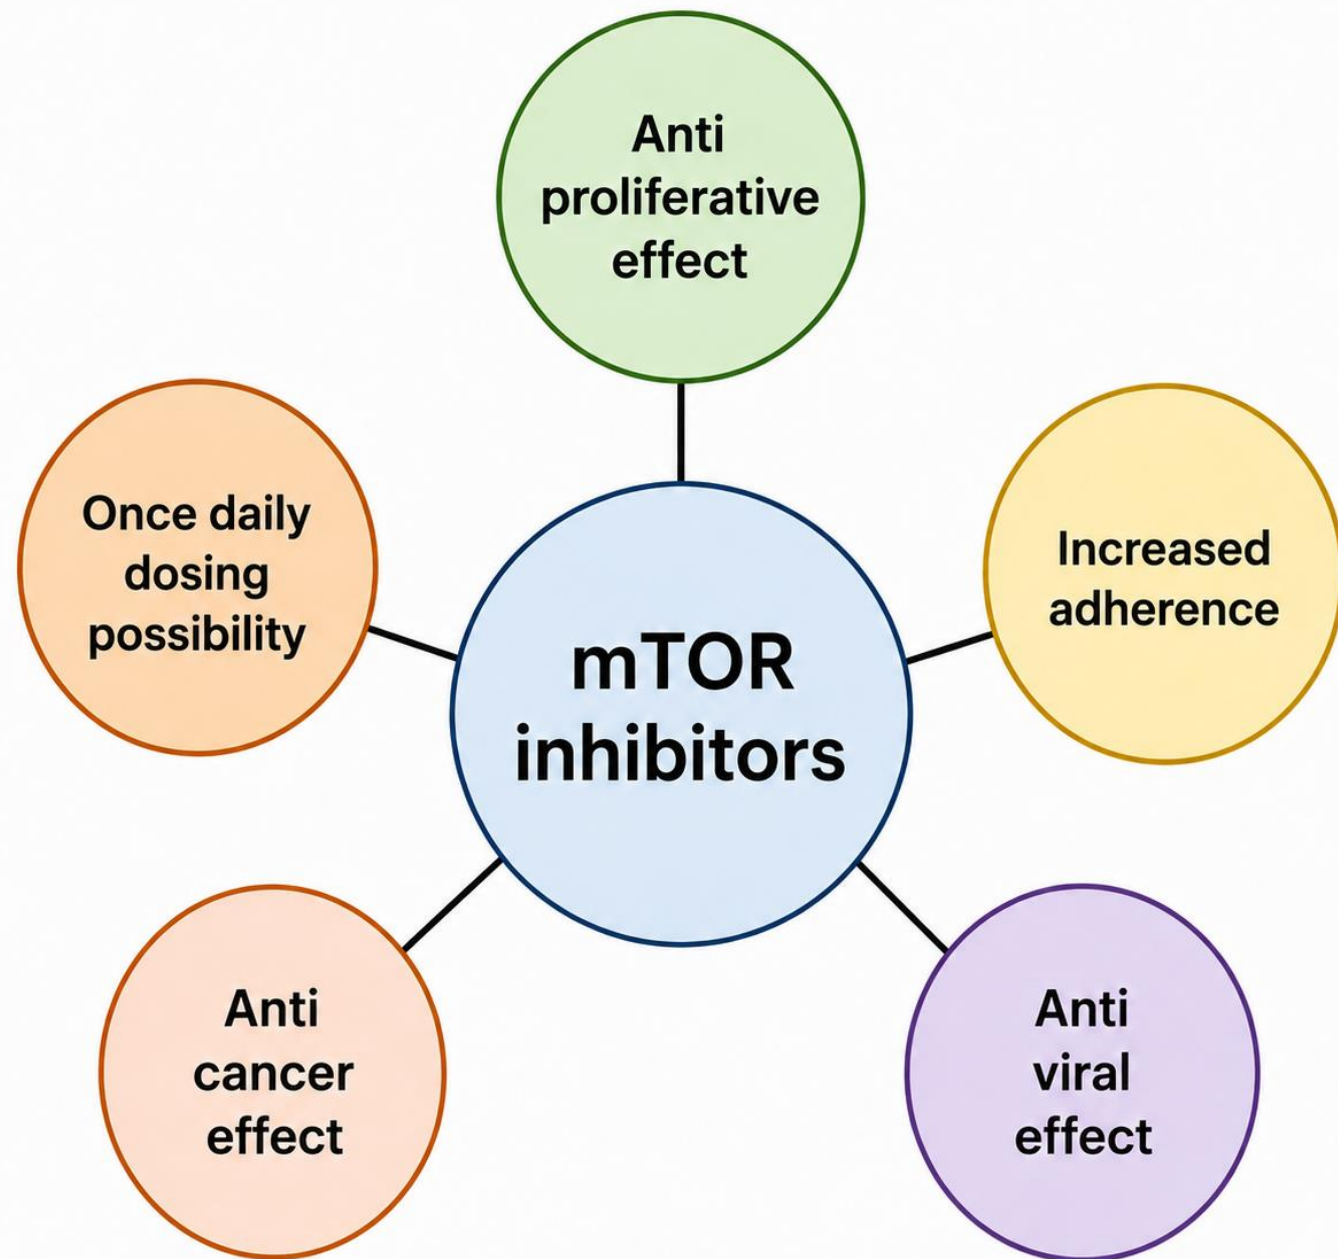 Anti
proliferative
effect
Once daily
dosing
possibility
Increased
adherence
mTOR
inhibitors
Anti
cancer
effect
Anti
viral
effect